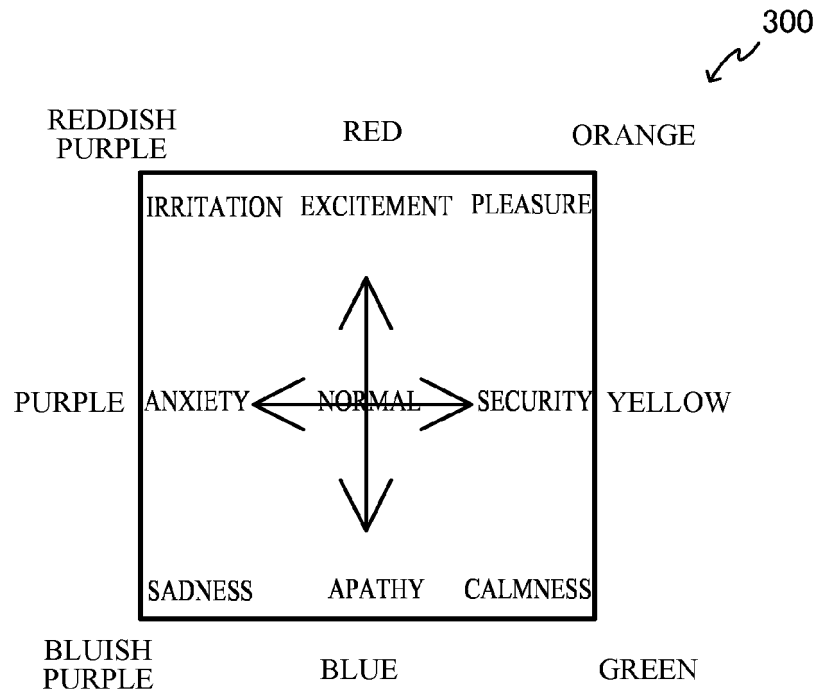 300
REDDISH
PURPLE
RED
ORANGE
IRRITATION EXCITEMENT PLEASURE
PURPLE ANXIETY NORMAL SECURITY YELLOW
SADNESS APATHY CALMNESS
BLUISH
PURPLE
BLUE
GREEN